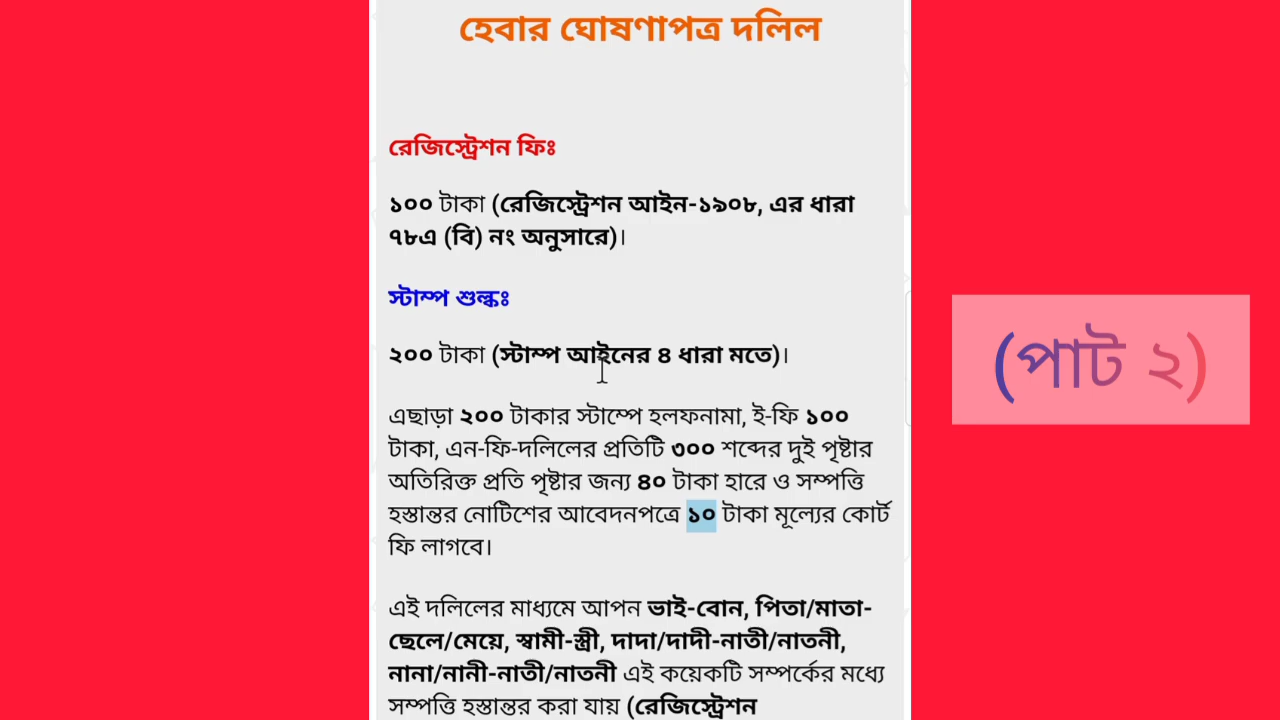 হেবার ঘোষণাপত্র দলিল
রেজিস্ট্রেশন ফিঃ
১০০ টাকা (রেজিস্ট্রেশন আইন-১৯০৮, এর ধারা
৭৮এ (বি) নং অনুসারে)।
স্টাম্প শুল্কঃ
২০০ টাকা (স্টাম্প আইনের ৪ ধারা মতে)।
এছাড়া ২০০ টাকার স্টাম্পে হলফনামা, ই-ফি ১০০
টাকা, এন-ফি-দলিলের প্রতিটি ৩০০ শব্দের দুই পৃষ্টার
অতিরিক্ত প্রতি পৃষ্টার জন্য ৪০ টাকা হারে ও সম্পত্তি
হস্তান্তর নোটিশের আবেদনপত্রে ১০ টাকা মূল্যের কোর্ট
ফি লাগবে।
এই দলিলের মাধ্যমে আপন ভাই-বোন, পিতা/মাতা-
ছেলে/মেয়ে, স্বামী-স্ত্রী, দাদা/দাদী-নাতী/নাতনী,
নানা/নানী-নাতী/নাতনী এই কয়েকটি সম্পর্কের মধ্যে
সম্পত্তি হস্তান্তর করা যায় (রেজিস্ট্রেশন
(পাট ২)